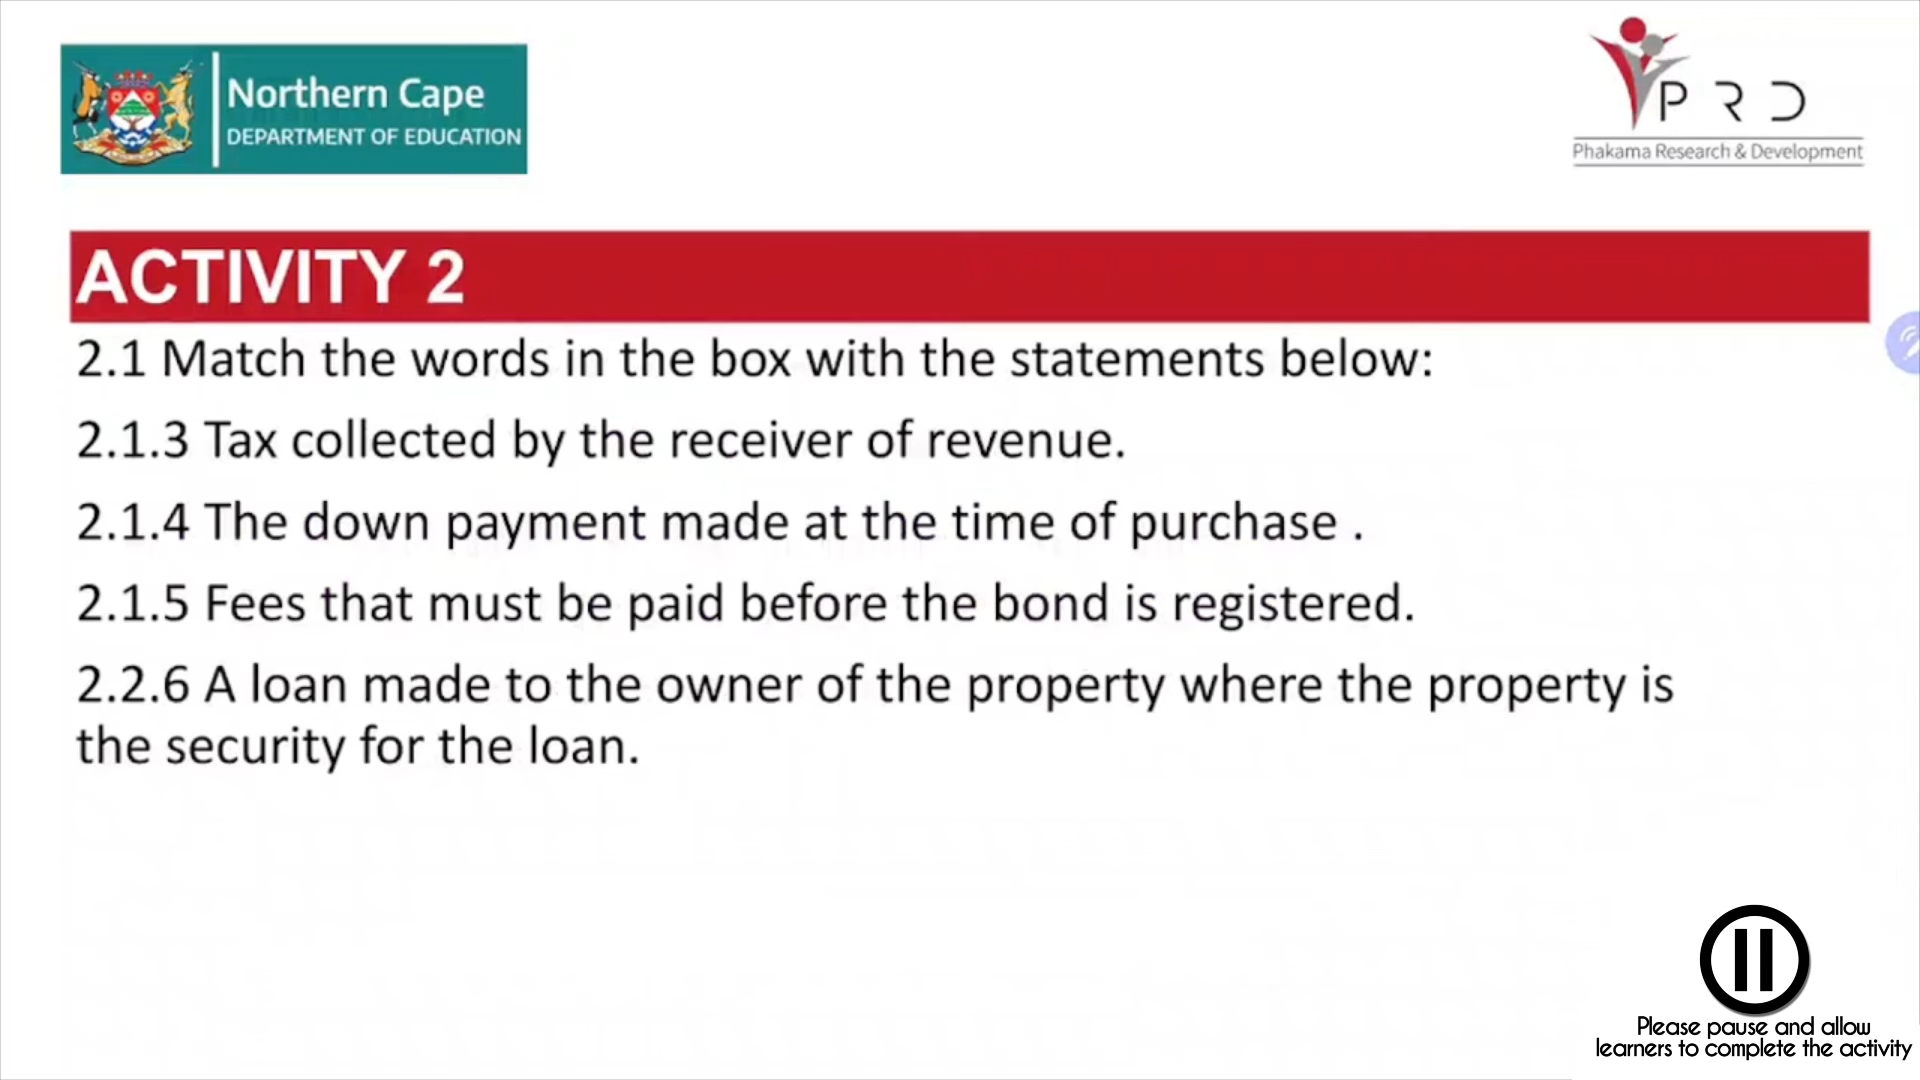 Northern Cape
DEPARTMENT OF EDUCATION
PRD
Phakama Research & Development
ACTIVITY 2
2.1 Match the words in the box with the statements below:
2.1.3 Tax collected by the receiver of revenue.
2.1.4 The down payment made at the time of purchase .
2.1.5 Fees that must be paid before the bond is registered.
2.2.6 A loan made to the owner of the property where the property is
the security for the loan.
Please pause and allow
learners to complete the activity